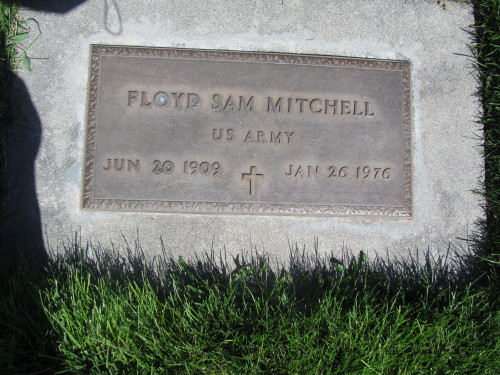 FLOYD SAM MITCHELL
US ARMY
JUN 20 1909 JAN 26 1976